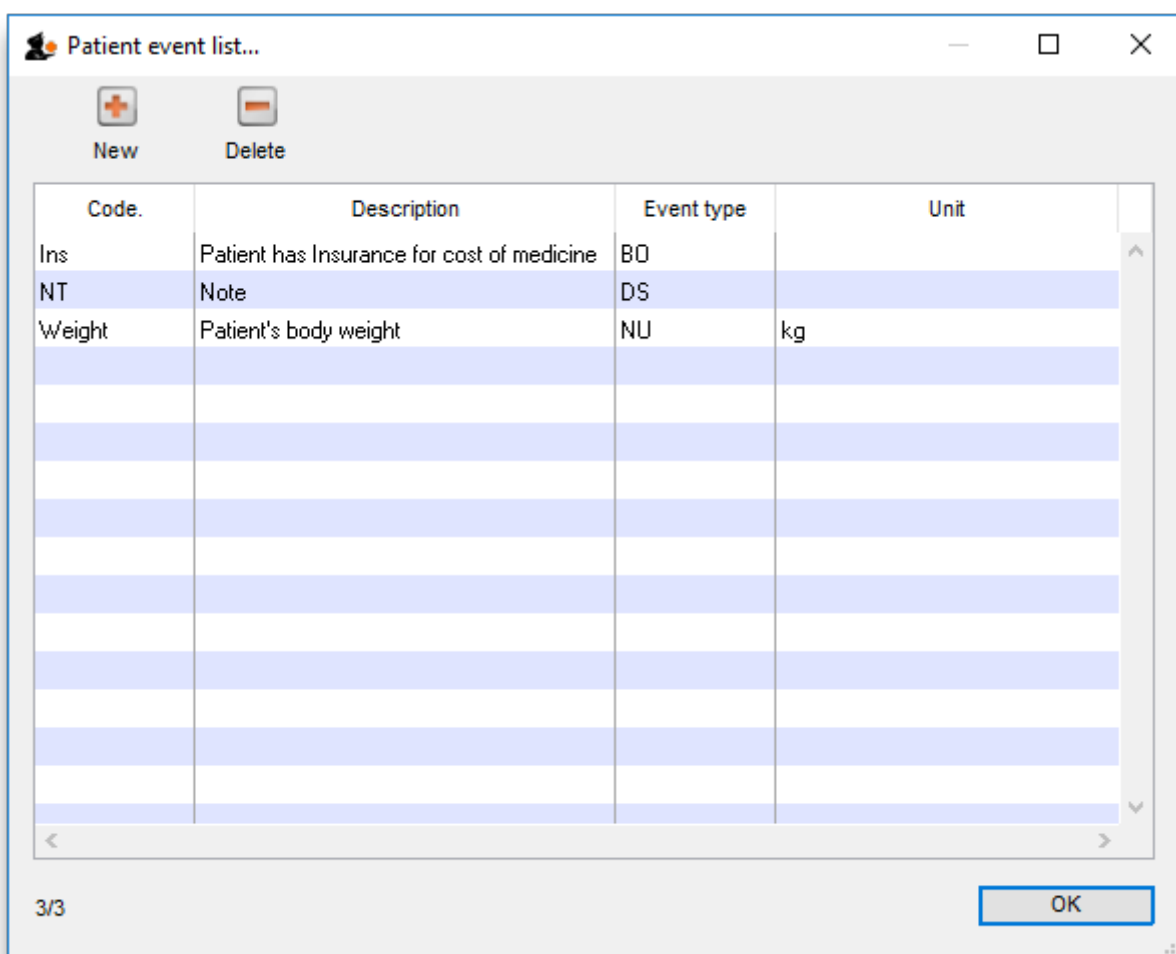 Patient event list...
New Delete
Code. Description Event type Unit
Ins Patient has Insurance for cost of medicine BO
NT Note DS
Weight Patient's body weight NU kg
3/3 OK